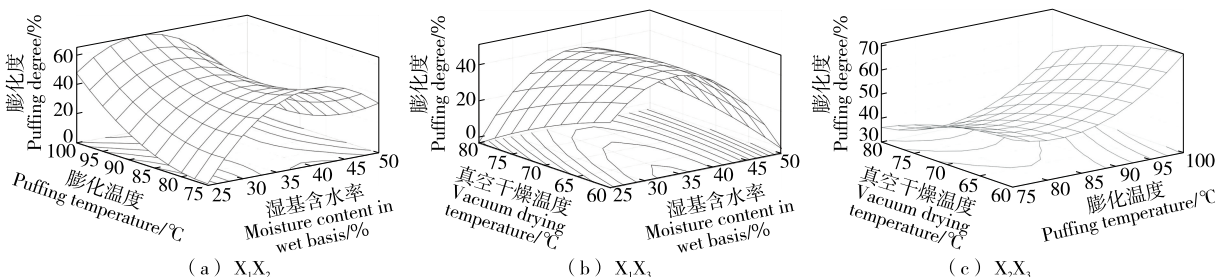 膨化度
Puffing degree/%
60
40
20
0
100
95
90
85
80
75
25
30
35
40
45
50
膨化温度
Puffing temperature/℃
湿基含水率
Moisture content in
wet basis/%
(a) X₁X₂
膨化度
Puffing degree/%
40
20
0
80
75
70
65
60
25
30
35
40
45
50
真空干燥温度
Vacuum drying
temperature/℃
湿基含水率
Moisture content in
wet basis/%
(b) X₁X₃
膨化度
Puffing degree/%
70
60
50
40
30
80
75
70
65
60
75
80
85
90
95
100
真空干燥温度
Vacuum drying
temperature/℃
膨化温度
Puffing temperature/℃
(c) X₂X₃